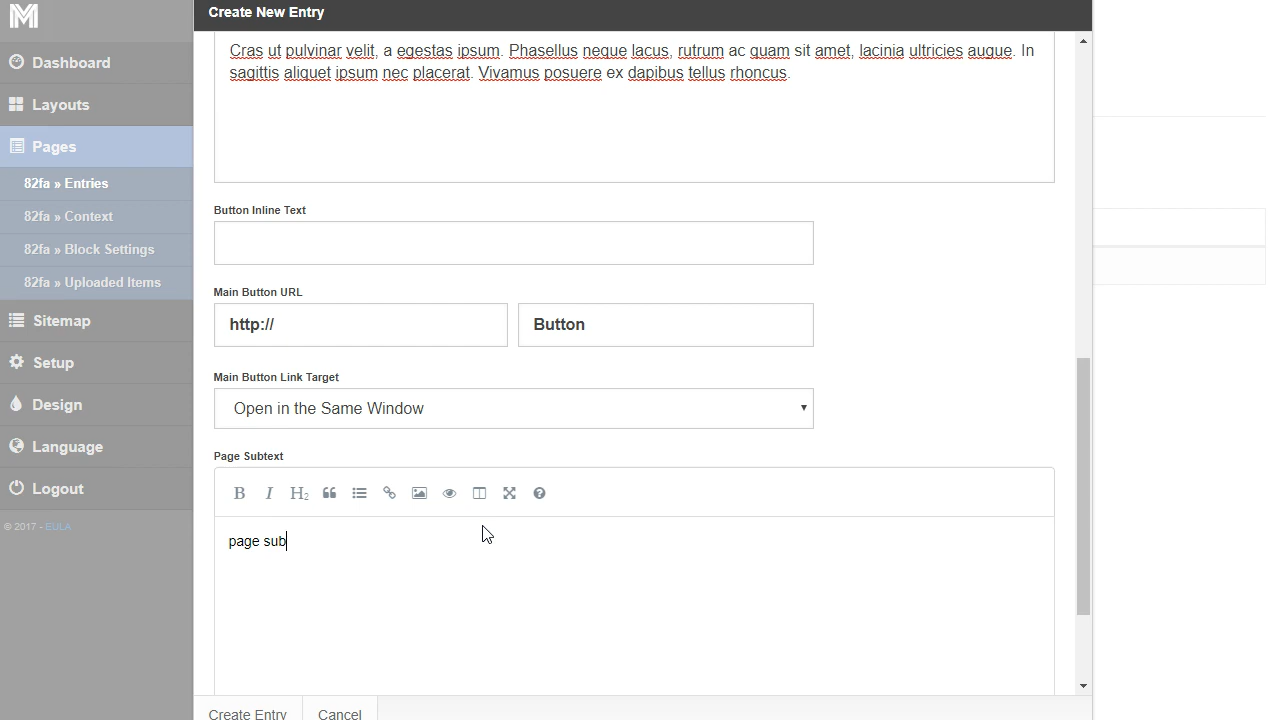 M
Create New Entry
Dashboard
Layouts
Pages
82fa » Entries
82fa » Context
82fa » Block Settings
82fa » Uploaded Items
Sitemap
Setup
Design
Language
Logout
© 2017 - EULA
Cras ut pulvinar velit, a egestas ipsum. Phasellus neque lacus, rutrum ac quam sit amet, lacinia ultricies augue. In
sagittis aliquet ipsum nec placerat. Vivamus posuere ex dapibus tellus rhoncus.
Button Inline Text
Main Button URL
http:// Button
Main Button Link Target
Open in the Same Window
Page Subtext
B I H2
page sub
Create Entry Cancel